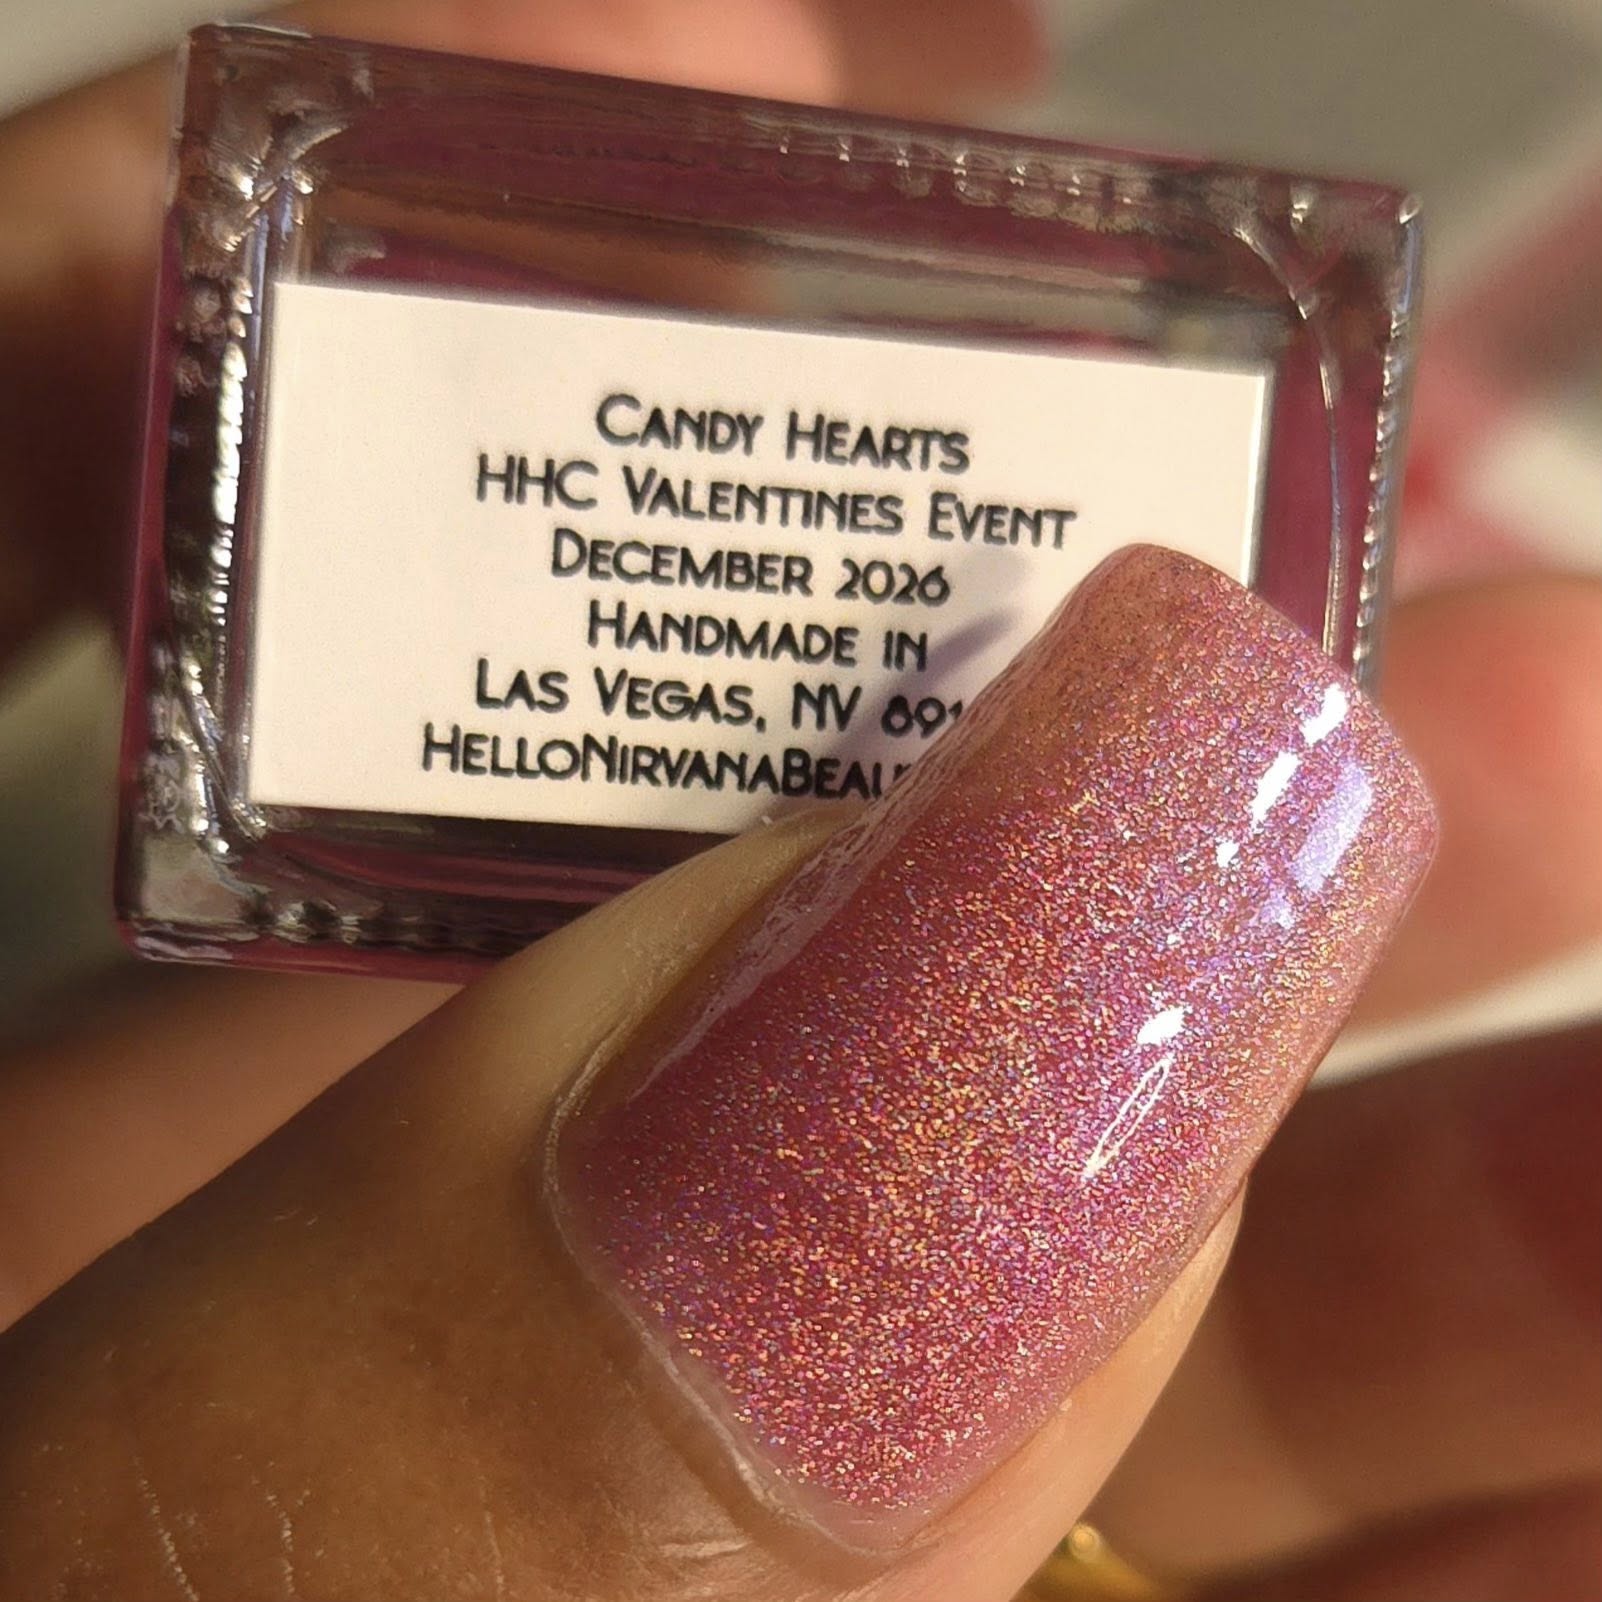 Candy Hearts
HHC Valentines Event
December 2026
Handmade in
Las Vegas, NV